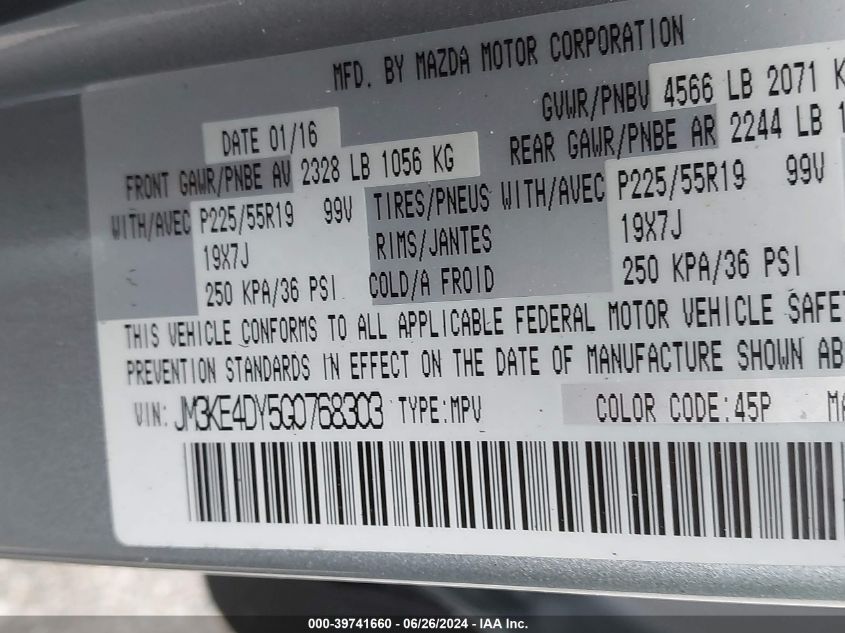 MFD. BY MAZDA MOTOR CORPORATION
DATE 01/16 GVWR/PNBV 4566 LB 2071 K
FRONT GAWR/PNBE AV 2328 LB 1056 KG REAR GAWR/PNBE AR 2244 LB 1
WITH/AVEC P225/55R19 99V TIRES/PNEUS WITH/AVEC P225/55R19 99V
19X7J RIMS/JANTES 19X7J
250 KPA/36 PSI COLD/A FROID 250 KPA/36 PSI
THIS VEHICLE CONFORMS TO ALL APPLICABLE FEDERAL MOTOR VEHICLE SAFE
PREVENTION STANDARDS IN EFFECT ON THE DATE OF MANUFACTURE SHOWN AB
VIN: JM3KE4DY5G0768303 TYPE:MPV COLOR CODE:45P MA
000-39741660 - 06/26/2024 - IAA Inc.